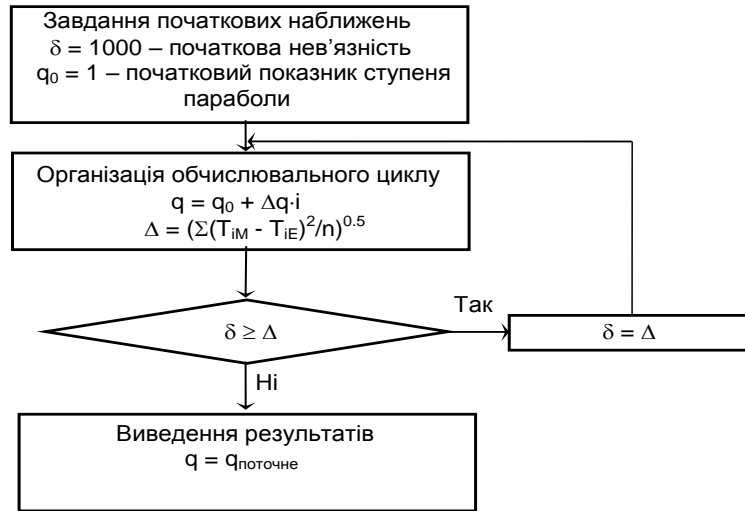 Завдання початкових наближень
δ = 1000 – початкова нев’язність
q₀ = 1 – початковий показник ступеня
параболи
Організація обчислювального циклу
q = q₀ + Δq·i
Δ = (Σ(TᵢM - TᵢE)²/n)^0.5
Так
δ ≥ Δ
δ = Δ
Ні
Виведення результатів
q = qпоточне